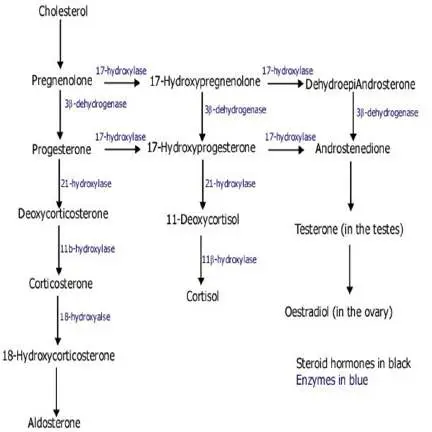 Cholesterol
17-hydroxylase 17-hydroxylase
Pregnenolone 17-Hydroxypregnenolone DehydroepiAndrosterone
3β-dehydrogenase 3β-dehydrogenase 3β-dehydrogenase
17-hydroxylase 17-hydroxylase
Progesterone 17-Hydroxyprogesterone Androstenedione
21-hydroxylase 21-hydroxylase
Deoxycorticosterone 11-Deoxycortisol
Testerone (in the testes)
11b-hydroxylase 11β-hydroxylase
Corticosterone Cortisol
Oestradiol (in the ovary)
18-hydroxyalse
18-Hydroxycorticosterone
Steroid hormones in black
Enzymes in blue
Aldosterone